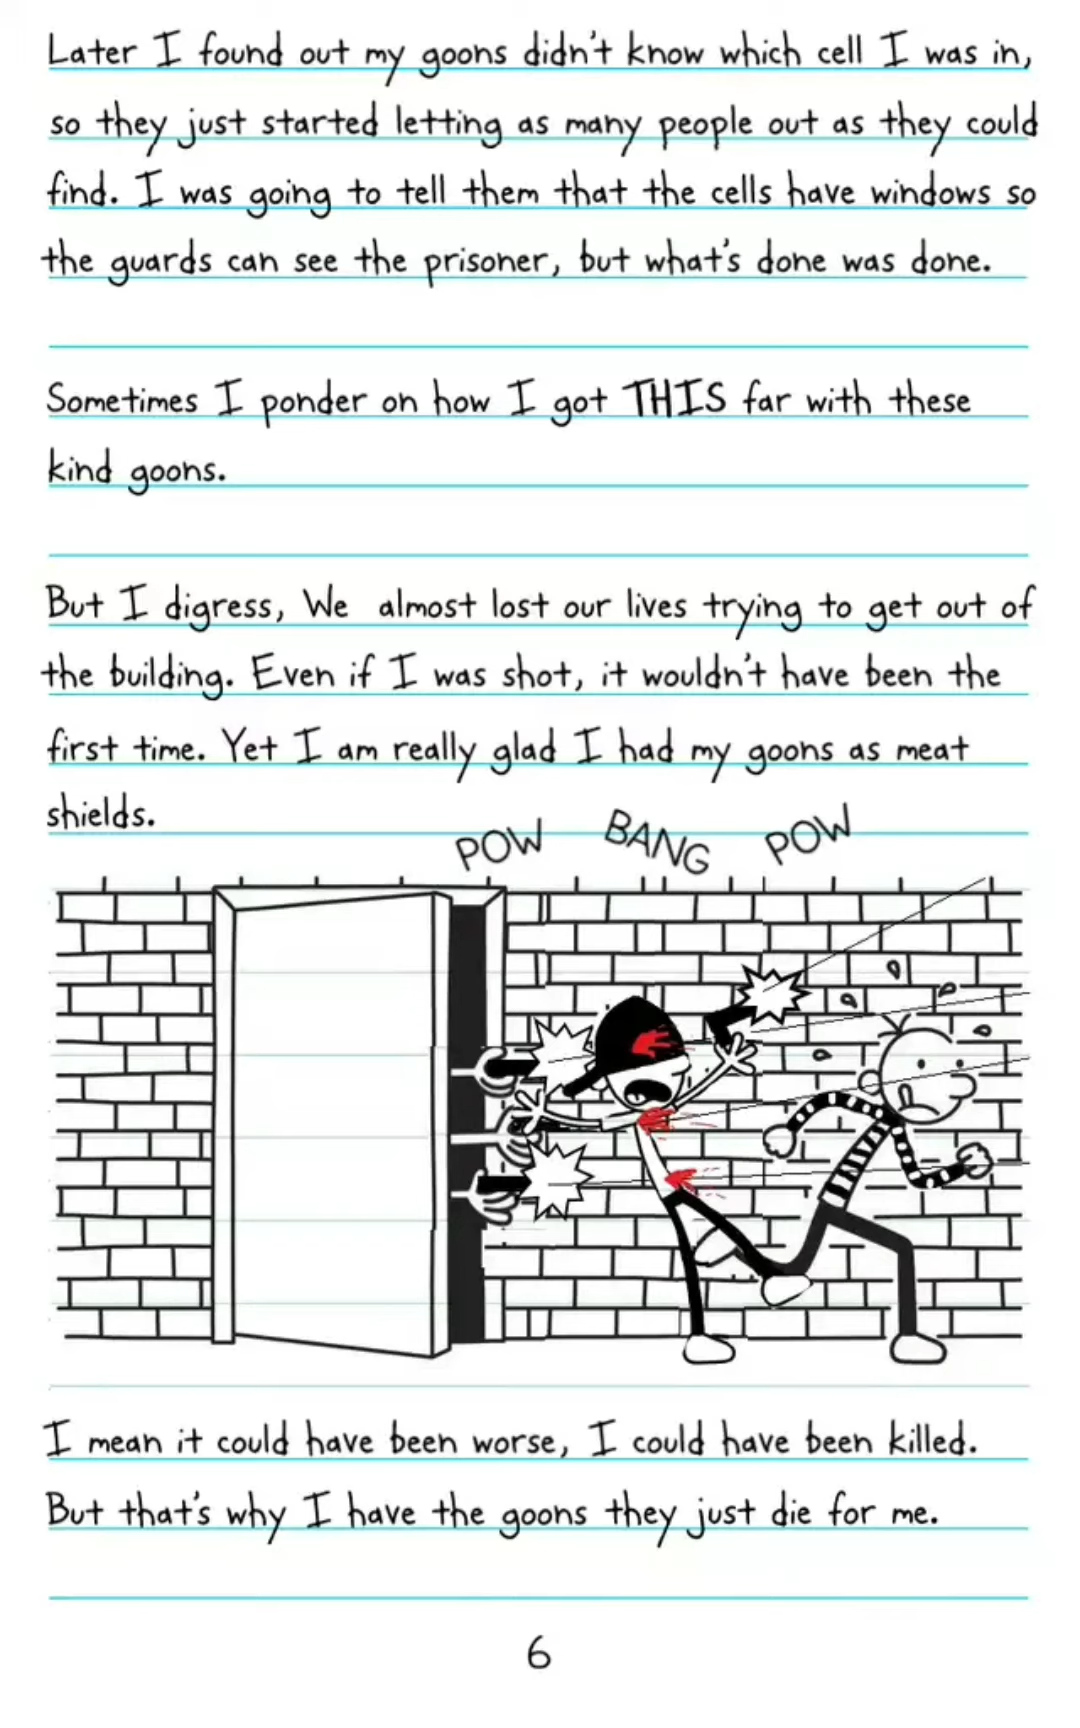 Later I found out my goons didn't know which cell I was in,
so they just started letting as many people out as they could
find. I was going to tell them that the cells have windows so
the guards can see the prisoner, but what's done was done.
Sometimes I ponder on how I got THIS far with these
kind goons.
But I digress, We almost lost our lives trying to get out of
the building. Even if I was shot, it wouldn't have been the
first time. Yet I am really glad I had my goons as meat
shields.
POW BANG POW
I mean it could have been worse, I could have been killed.
But that's why I have the goons they just die for me.
6